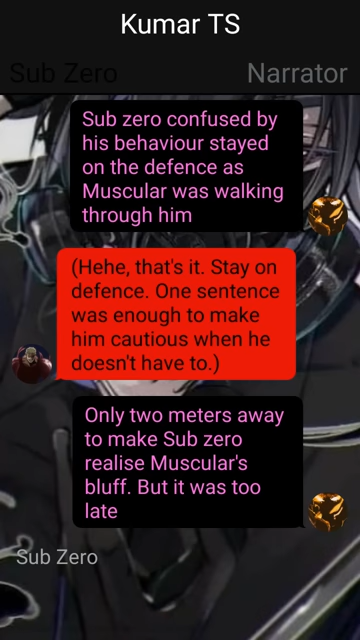 Kumar TS
Sub Zero
Narrator
Sub zero confused by
his behaviour stayed
on the defence as
Muscular was walking
through him
(Hehe, that's it. Stay on
defence. One sentence
was enough to make
him cautious when he
doesn't have to.)
Only two meters away
to make Sub zero
realise Muscular's
bluff. But it was too
late
Sub Zero